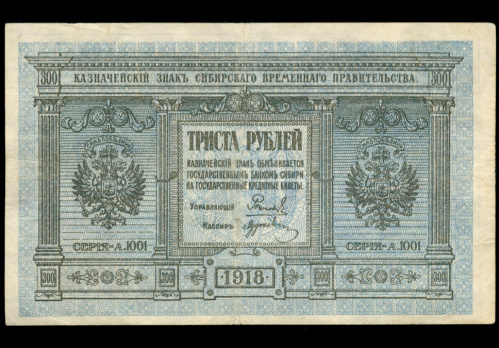 300 КАЗНАЧЕЙСКІЙ ЗНАКЪ СИБИРСКАГО ВРЕМЕННАГО ПРАВИТЕЛЬСТВА. 300
ТРИСТА РУБЛЕЙ
КАЗНАЧЕЙСКІЙ ЗНАКЪ ОБМѢНИВАЕТСЯ
ГОСУДАРСТВЕННЫМЪ БАНКОМЪ СИБИРИ
НА ГОСУДАРСТВЕННЫЕ КРЕДИТНЫЕ БИЛЕТЫ.
УПРАВЛЯЮЩІЙ
КАССИРЪ
СЕРІЯ-А.1001 СЕРІЯ-А.1001
300 1918 300 300